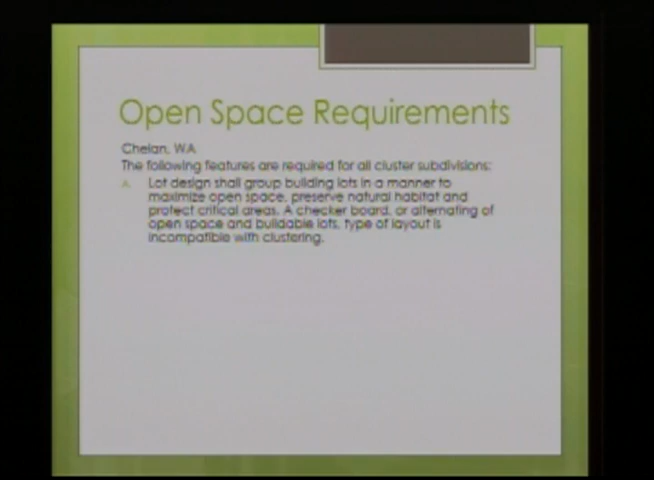 Open Space Requirements
Chelan, WA
The following features are required for all cluster subdivisions:
A. Lot design shall group building lots in a manner to
maximize open space, preserve natural habitat and
protect critical areas. A checker board, or alternating of
open space and buildable lots, type of layout is
incompatible with clustering.